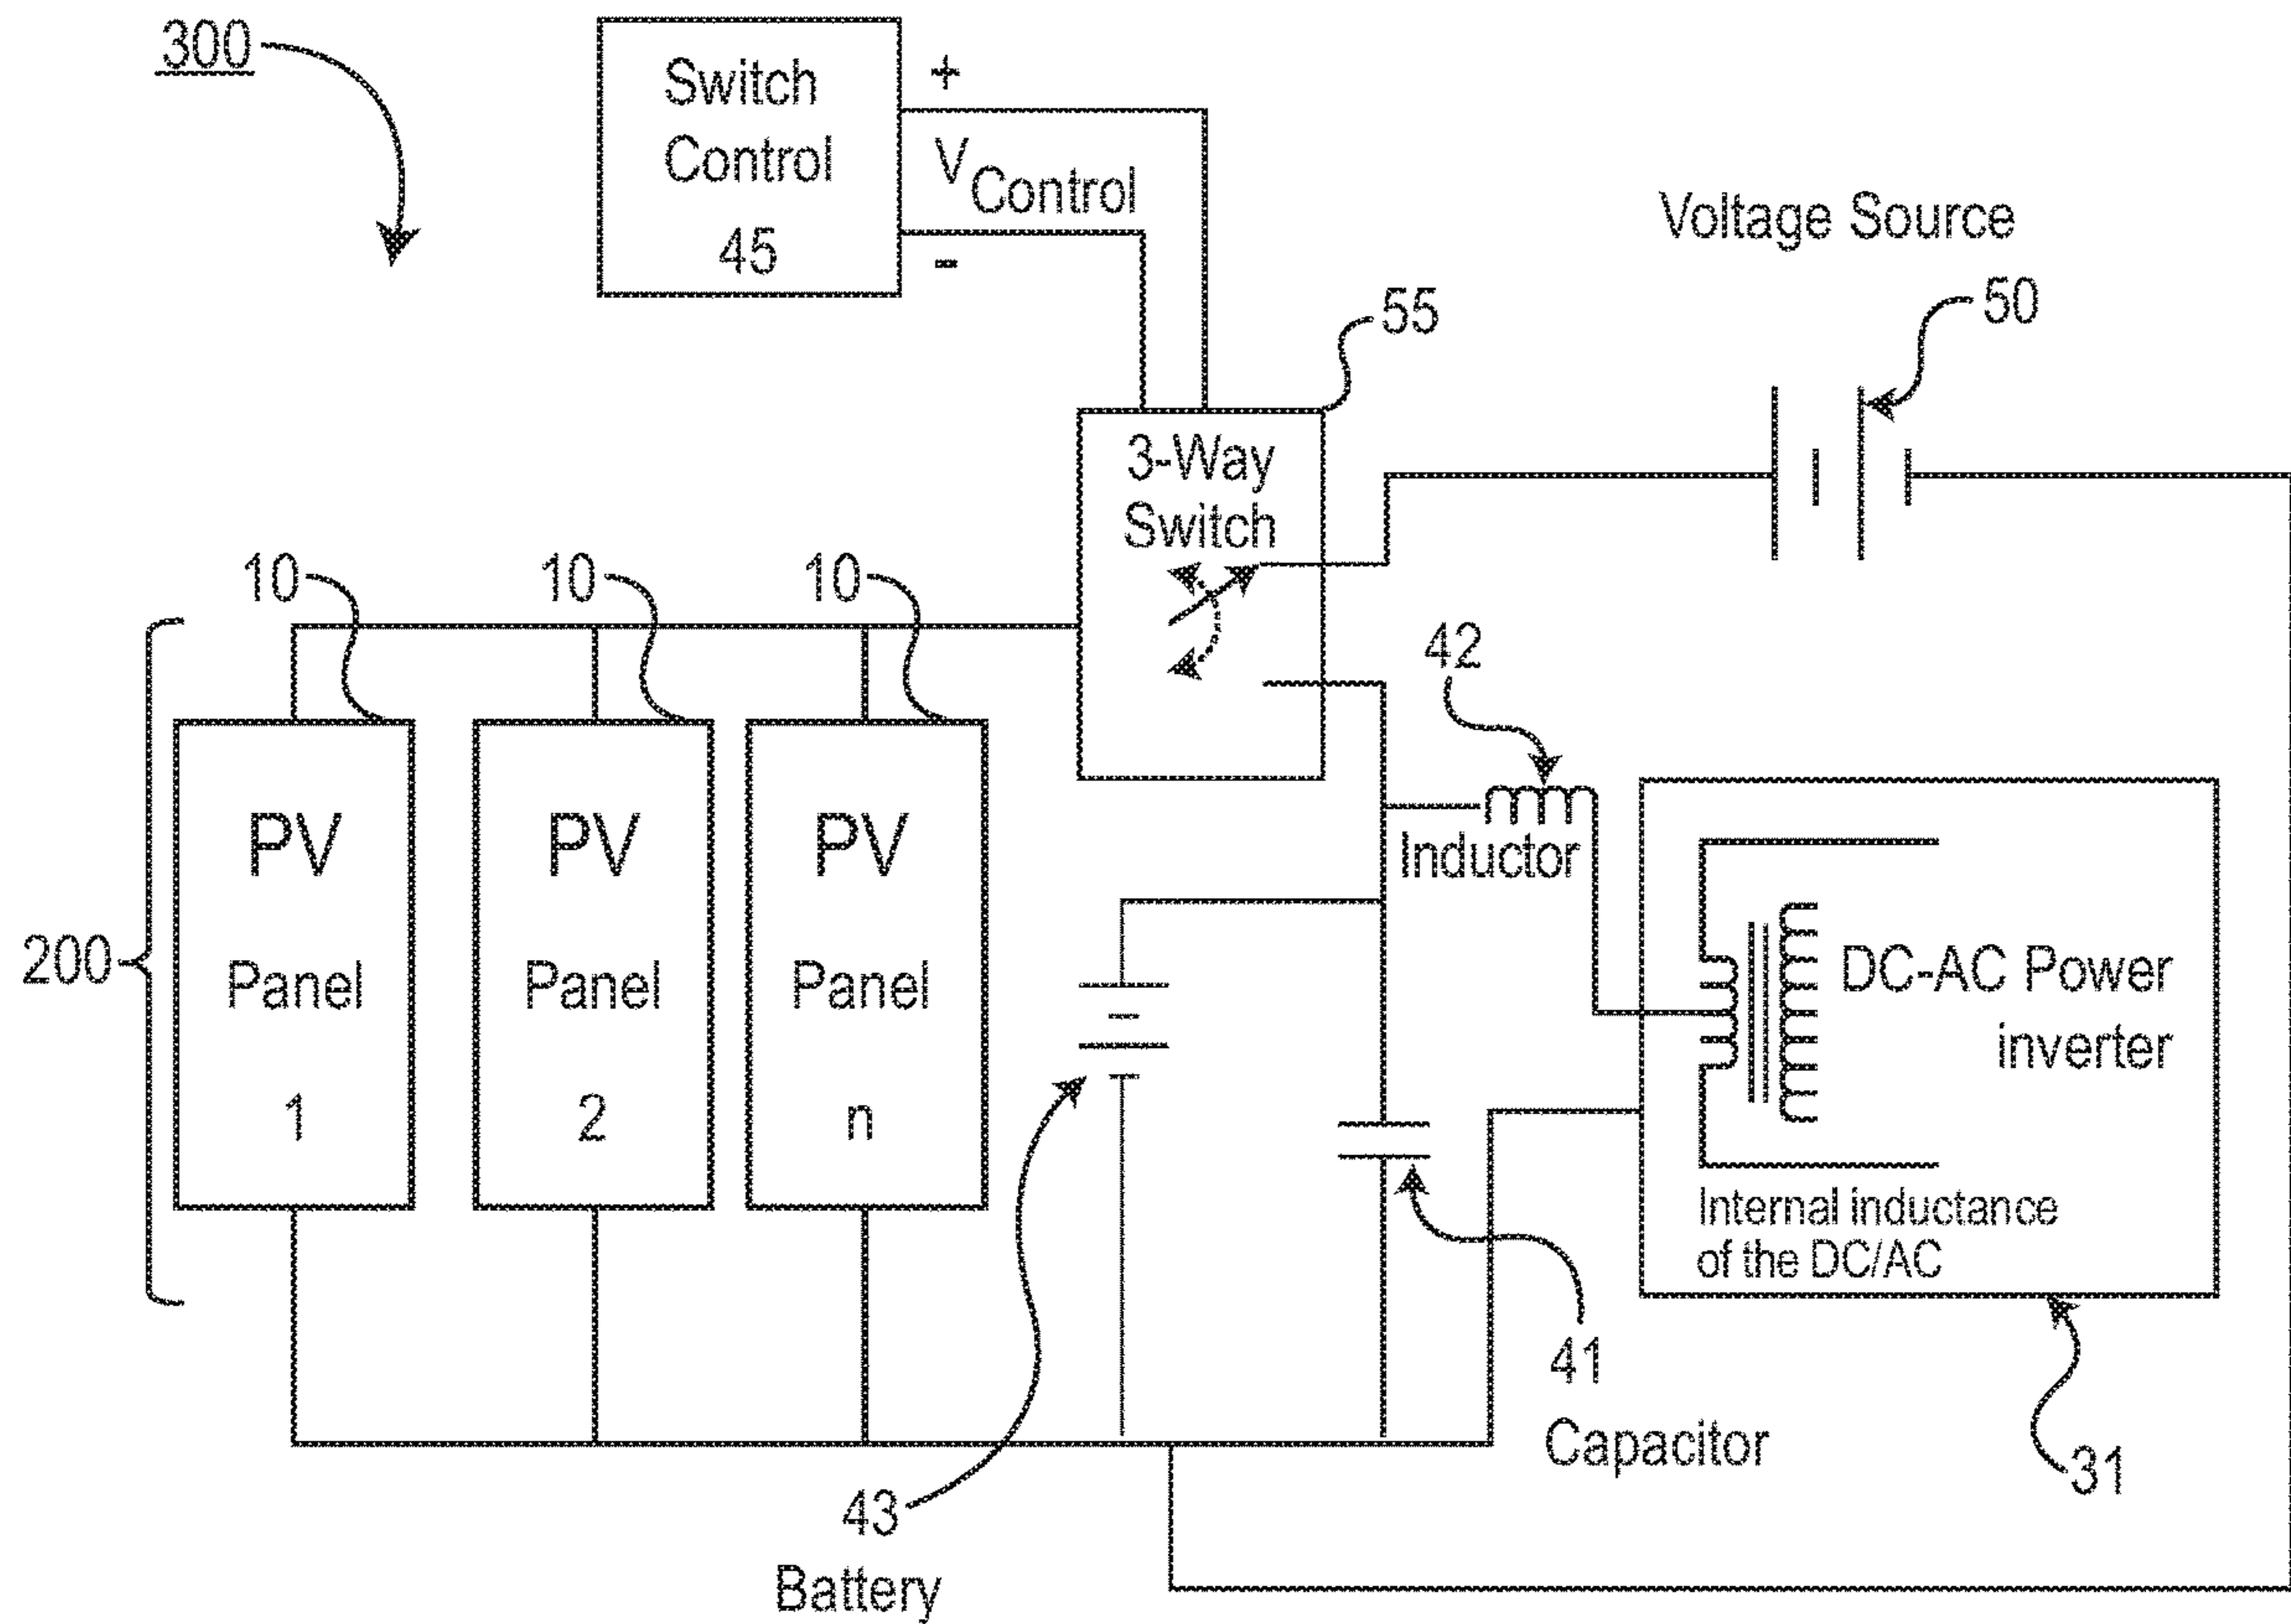 300
Switch
Control
45
+
V Control
-
Voltage Source
50
55
3-Way
Switch
10
10
10
42
Inductor
200
PV
Panel
1
PV
Panel
2
PV
Panel
n
DC-AC Power
inverter
Internal inductance
of the DC/AC
41
Capacitor
31
43
Battery